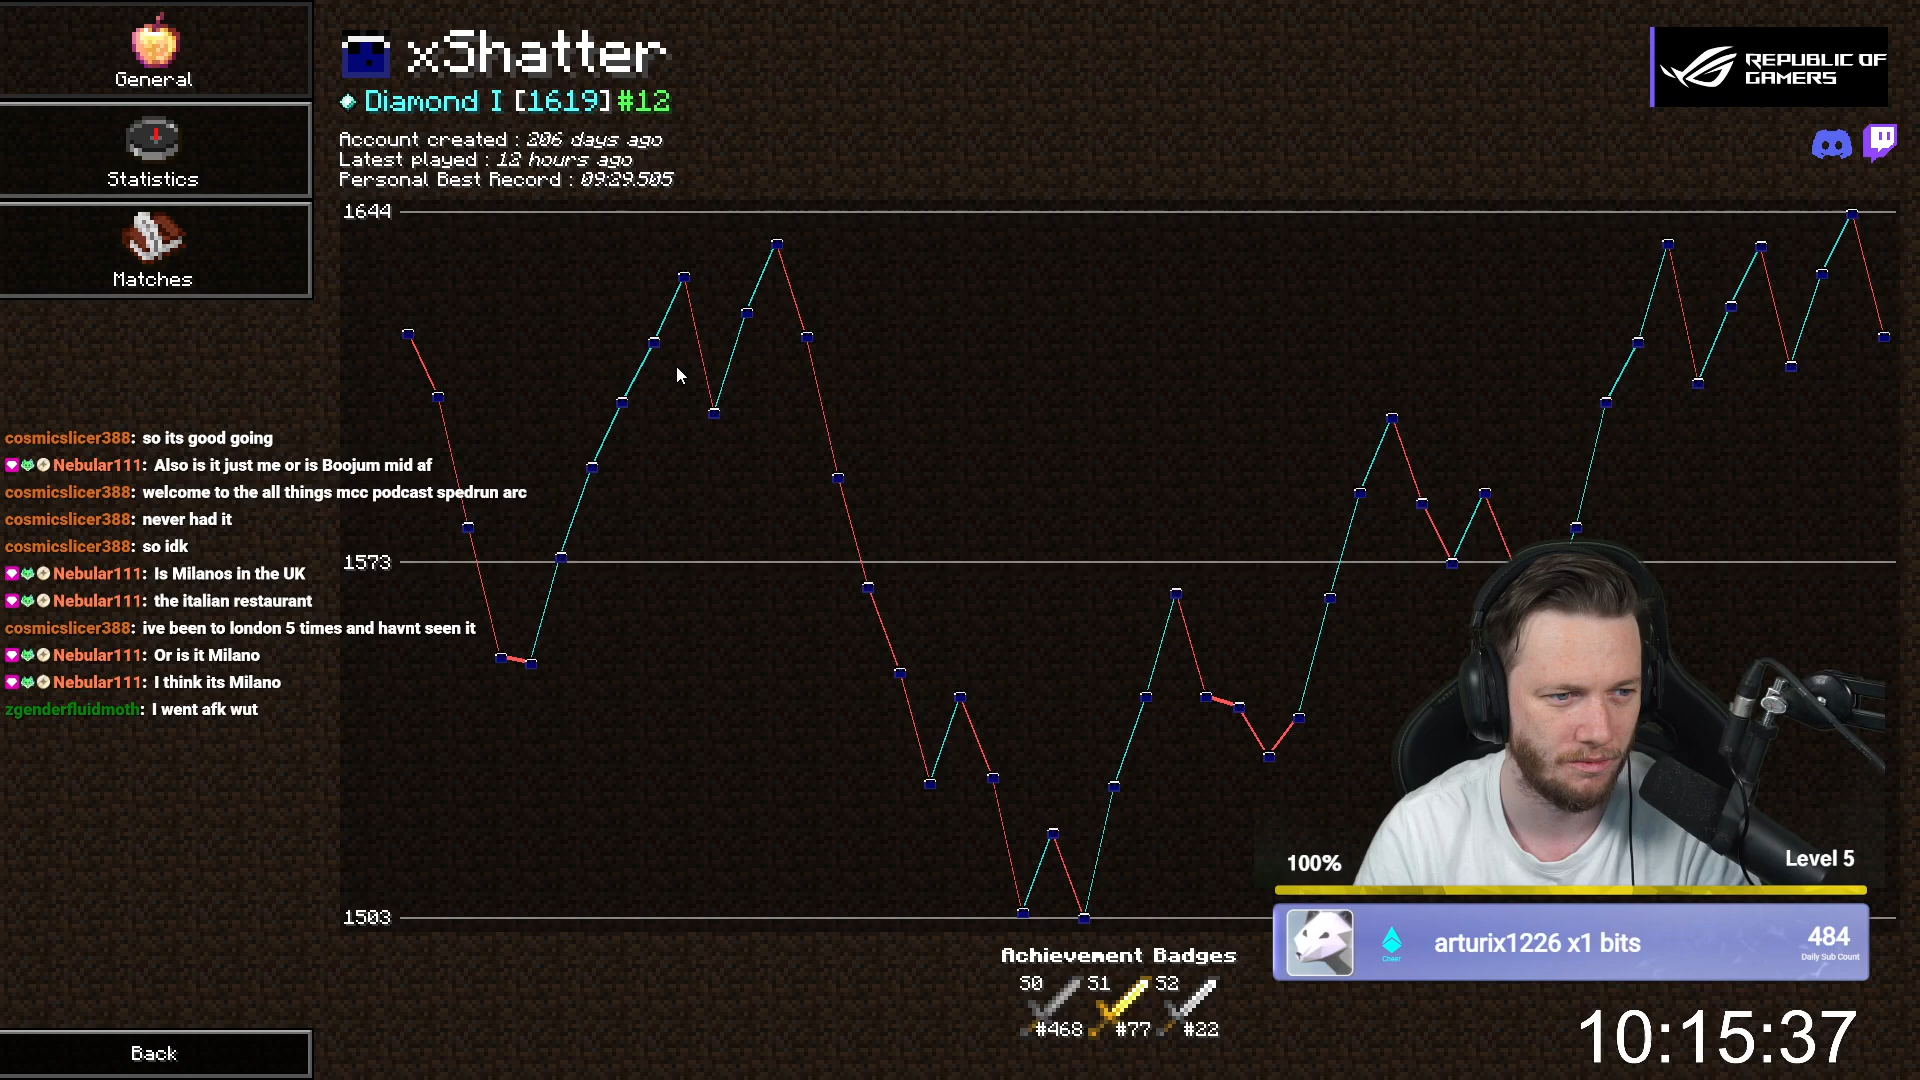 General
Statistics
Matches
xShatter
Diamond I [1619] #12
Account created : 206 days ago
Latest played : 12 hours ago
Personal Best Record : 09:29.505
REPUBLIC OF
GAMERS
1644
1573
1503
cosmicslicer388: so its good going
Nebular111: Also is it just me or is Boojum mid af
cosmicslicer388: welcome to the all things mcc podcast spedrun arc
cosmicslicer388: never had it
cosmicslicer388: so idk
Nebular111: Is Milanos in the UK
Nebular111: the italian restaurant
cosmicslicer388: ive been to london 5 times and havnt seen it
Nebular111: Or is it Milano
Nebular111: I think its Milano
zgenderfluidmoth: I went afk wut
100%
Level 5
Cheer
arturix1226 x1 bits
484
Daily Sub Count
Achievement Badges
S0 S1 S2
#468 #77 #22
Back
10:15:37